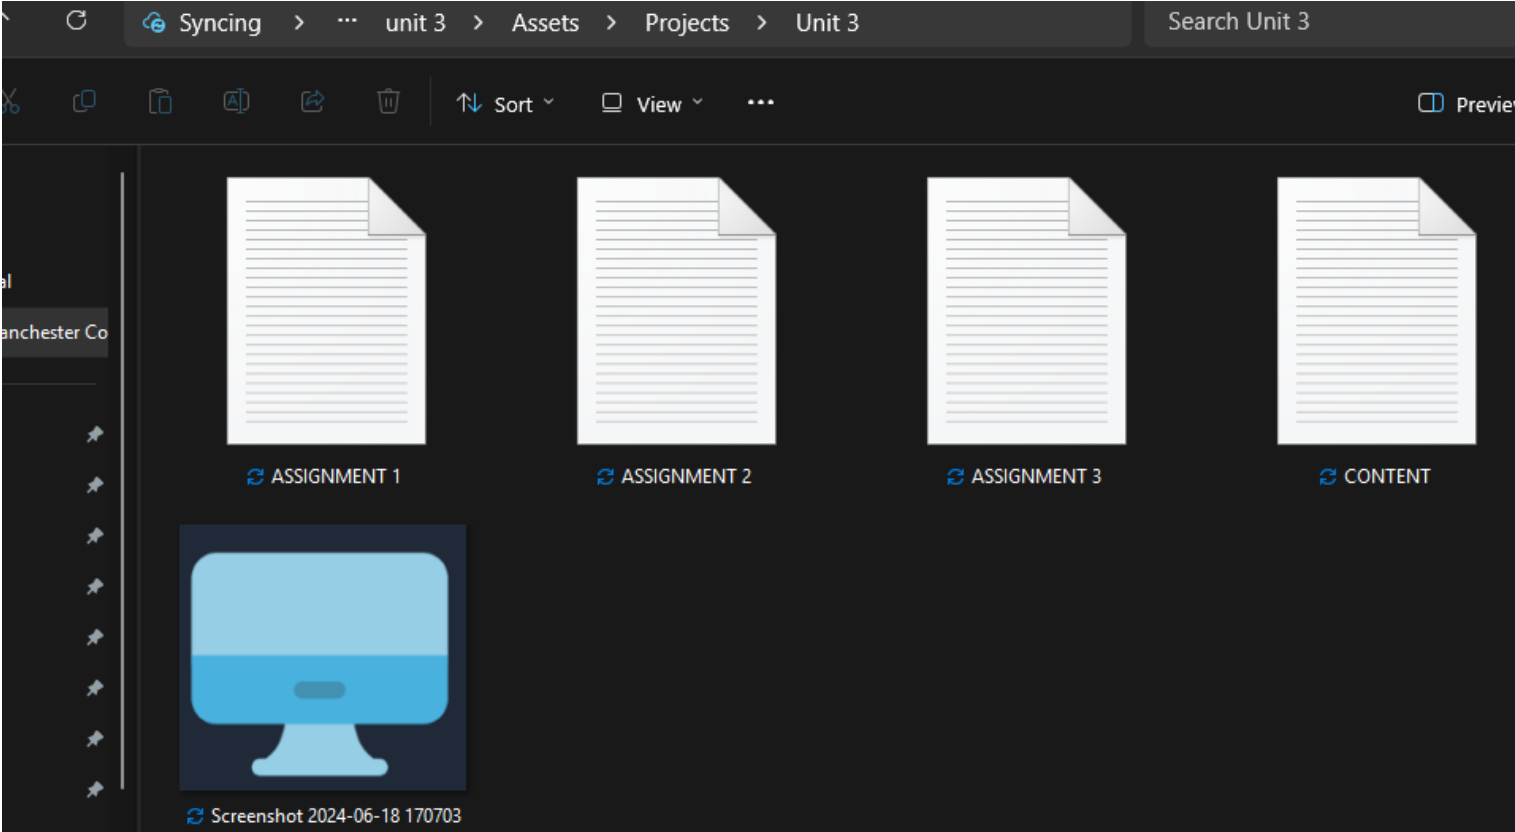 Syncing > ... unit 3 > Assets > Projects > Unit 3
Search Unit 3
Sort
View
...
al
anchester Co
ASSIGNMENT 1
ASSIGNMENT 2
ASSIGNMENT 3
CONTENT
Screenshot 2024-06-18 170703